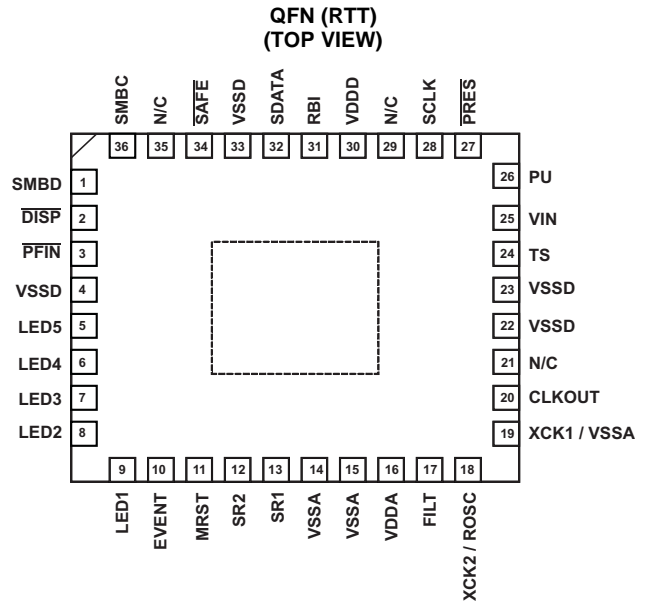 QFN (RTT)
(TOP VIEW)
SMBC
N/C
SAFE
VSSD
SDATA
RBI
VDDD
N/C
SCLK
PRES
36
35
34
33
32
31
30
29
28
27
SMBD 1
DISP 2
PFIN 3
VSSD 4
LED5 5
LED4 6
LED3 7
LED2 8
26 PU
25 VIN
24 TS
23 VSSD
22 VSSD
21 N/C
20 CLKOUT
19 XCK1 / VSSA
9
10
11
12
13
14
15
16
17
18
LED1
EVENT
MRST
SR2
SR1
VSSA
VSSA
VDDA
FILT
XCK2 / ROSC